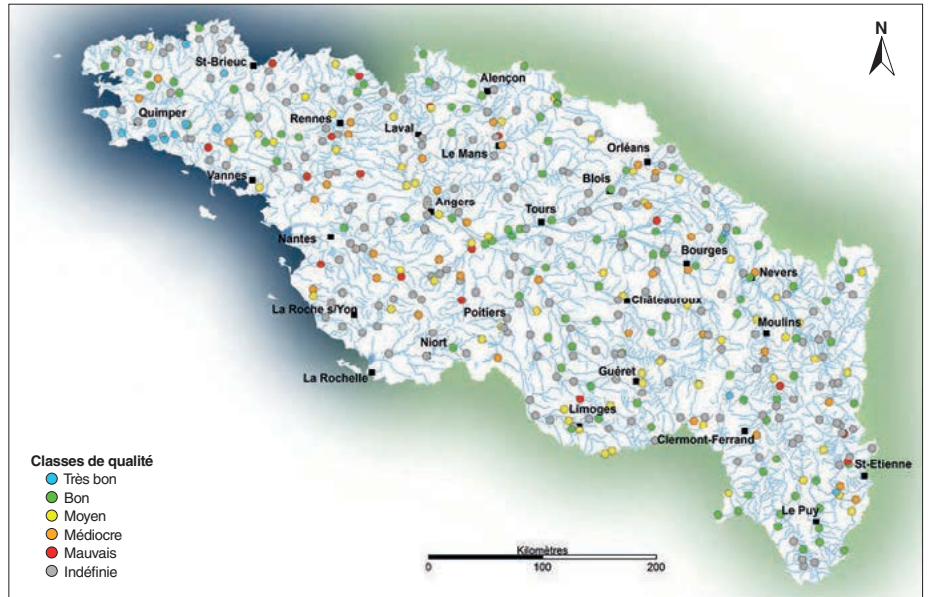 N
St-Brieuc
Alençon
Quimper
Rennes
Laval
Le Mans
Orléans
Vannes
Blois
Angers
Tours
Nantes
Bourges
Nevers
La Roche s/Yon
Châteauroux
Poitiers
Moulins
Niort
La Rochelle
Guéret
Limoges
Clermont-Ferrand
St-Etienne
Le Puy
Classes de qualité
Très bon
Bon
Moyen
Médiocre
Mauvais
Indéfinie
Kilomètres
0 100 200